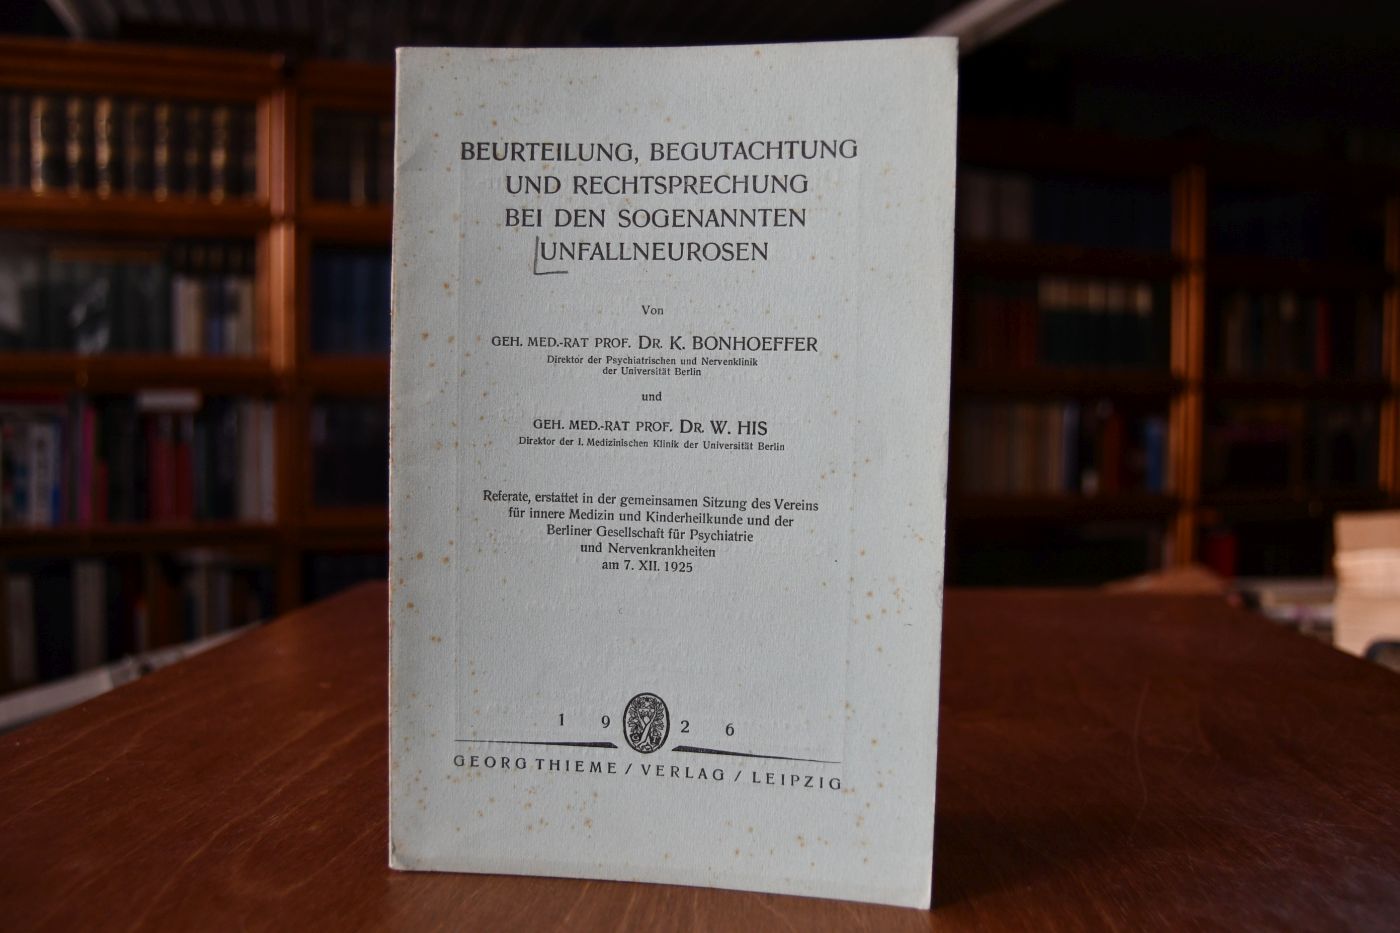 BEURTEILUNG, BEGUTACHTUNG
UND RECHTSPRECHUNG
BEI DEN SOGENANNTEN
UNFALLNEUROSEN
Von
GEH. MED.-RAT PROF. DR. K. BONHOEFFER
Direktor der Psychiatrischen und Nervenklinik
der Universität Berlin
und
GEH. MED.-RAT PROF. DR. W. HIS
Direktor der I. Medizinischen Klinik der Universität Berlin
Referate, erstattet in der gemeinsamen Sitzung des Vereins
für innere Medizin und Kinderheilkunde und der
Berliner Gesellschaft für Psychiatrie
und Nervenkrankheiten
am 7. XII. 1925
1 9 2 6
GEORG THIEME / VERLAG / LEIPZIG